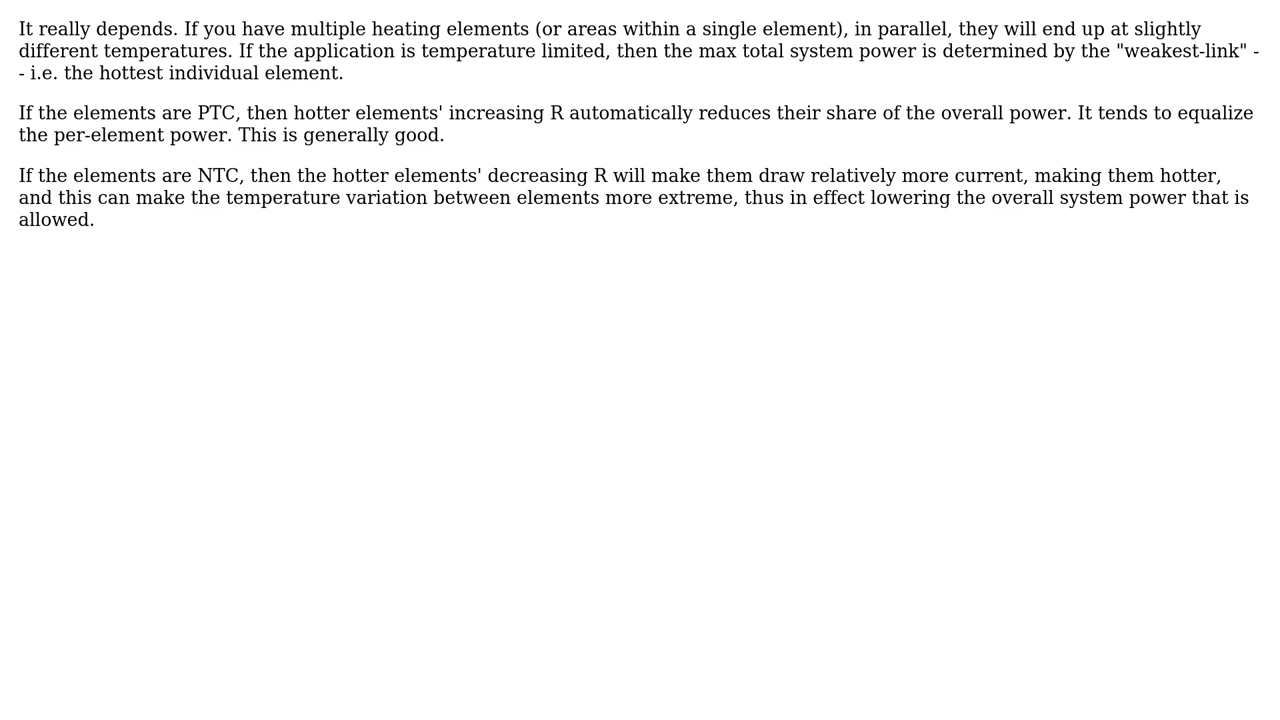 It really depends. If you have multiple heating elements (or areas within a single element), in parallel, they will end up at slightly
different temperatures. If the application is temperature limited, then the max total system power is determined by the "weakest-link" -
- i.e. the hottest individual element.
If the elements are PTC, then hotter elements' increasing R automatically reduces their share of the overall power. It tends to equalize
the per-element power. This is generally good.
If the elements are NTC, then the hotter elements' decreasing R will make them draw relatively more current, making them hotter,
and this can make the temperature variation between elements more extreme, thus in effect lowering the overall system power that is
allowed.